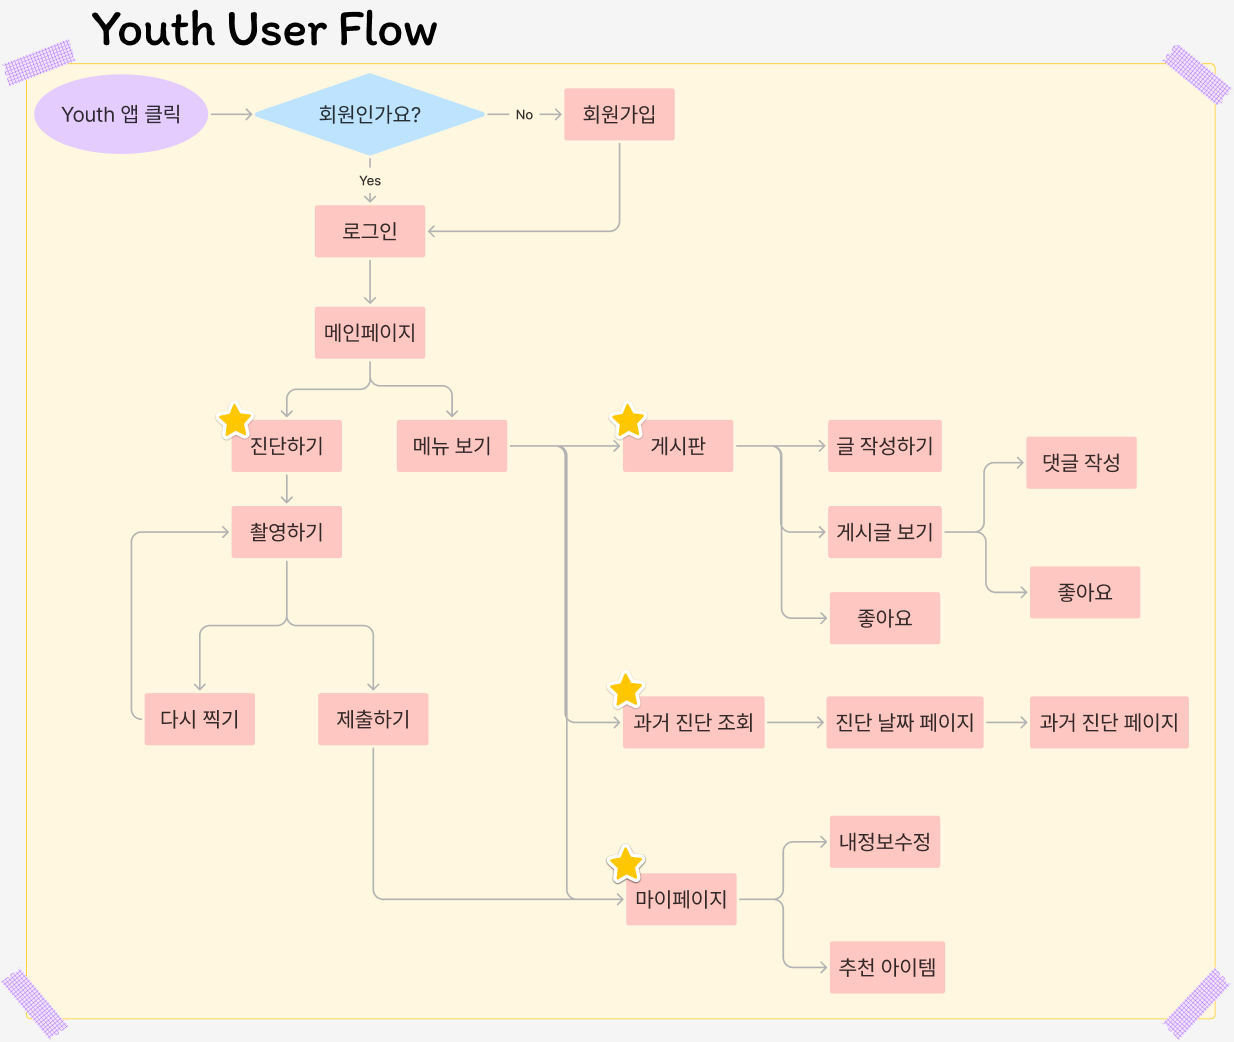 Youth User Flow
Youth 앱 클릭
회원인가요?
No
회원가입
Yes
로그인
메인페이지
진단하기
메뉴 보기
게시판
글 작성하기
댓글 작성
촬영하기
게시글 보기
좋아요
좋아요
다시 찍기
제출하기
과거 진단 조회
진단 날짜 페이지
과거 진단 페이지
내정보수정
마이페이지
추천 아이템